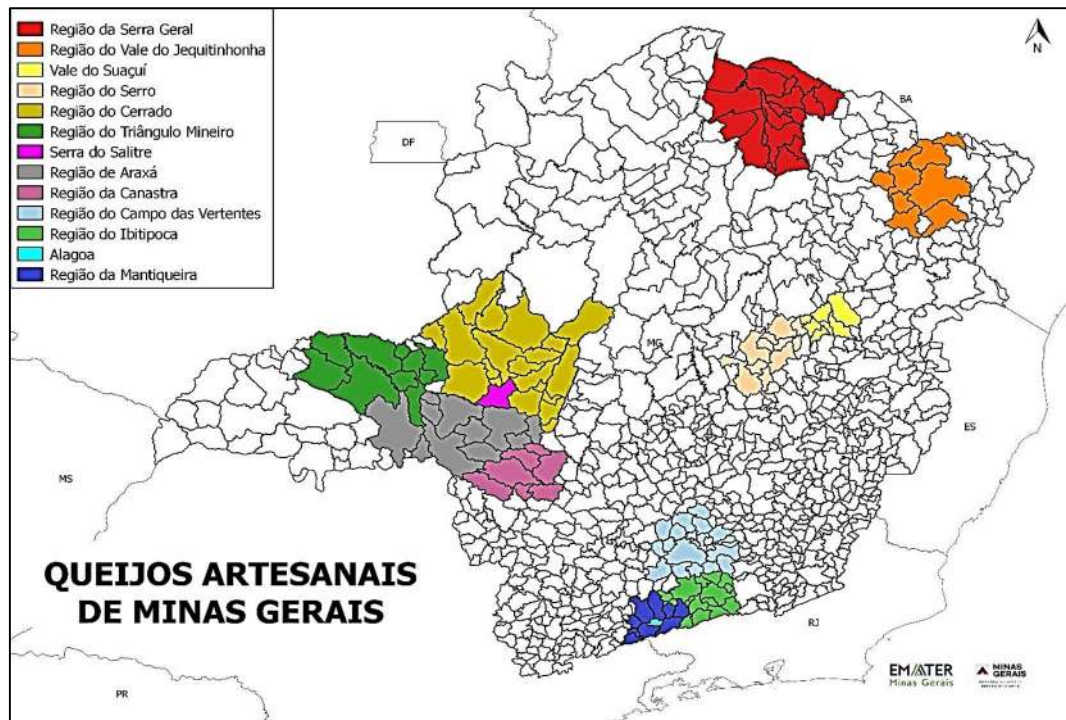 Região da Serra Geral
Região do Vale do Jequitinhonha
Vale do Suaçuí
Região do Serro
Região do Cerrado
Região do Triângulo Mineiro
Serra do Salitre
Região de Araxá
Região da Canastra
Região do Campo das Vertentes
Região do Ibitipoca
Alagoa
Região da Mantiqueira
N
BA
DF
MG
ES
MS
QUEIJOS ARTESANAIS
DE MINAS GERAIS
RJ
PR
EMATER
Minas Gerais
MINAS
GERAIS